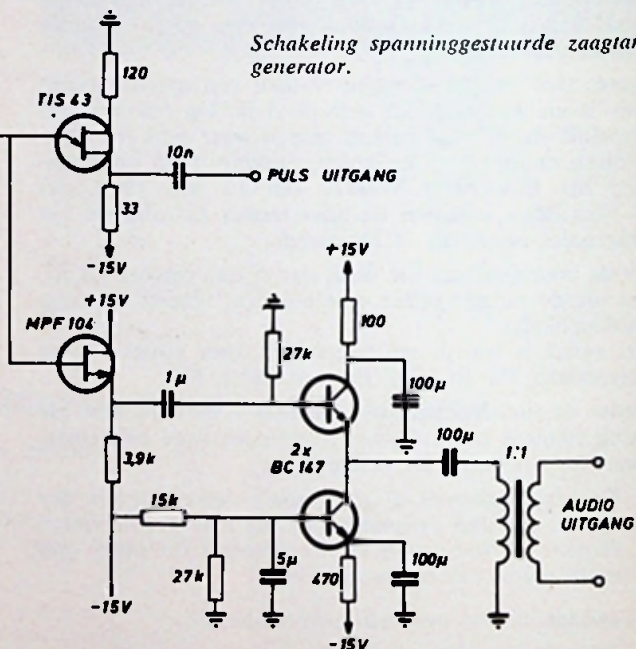 Schakeling spanninggestuurde zaagtan
generator.
120
TIS 43
10n
PULS UITGANG
33
-15V
+15V
+15V
MPF 104
100
27k
1µ
100µ
2x
BC 147
100µ
1:1
3,9k
15k
AUDIO
UITGANG
27k
5µ
470
100µ
-15V
-15V